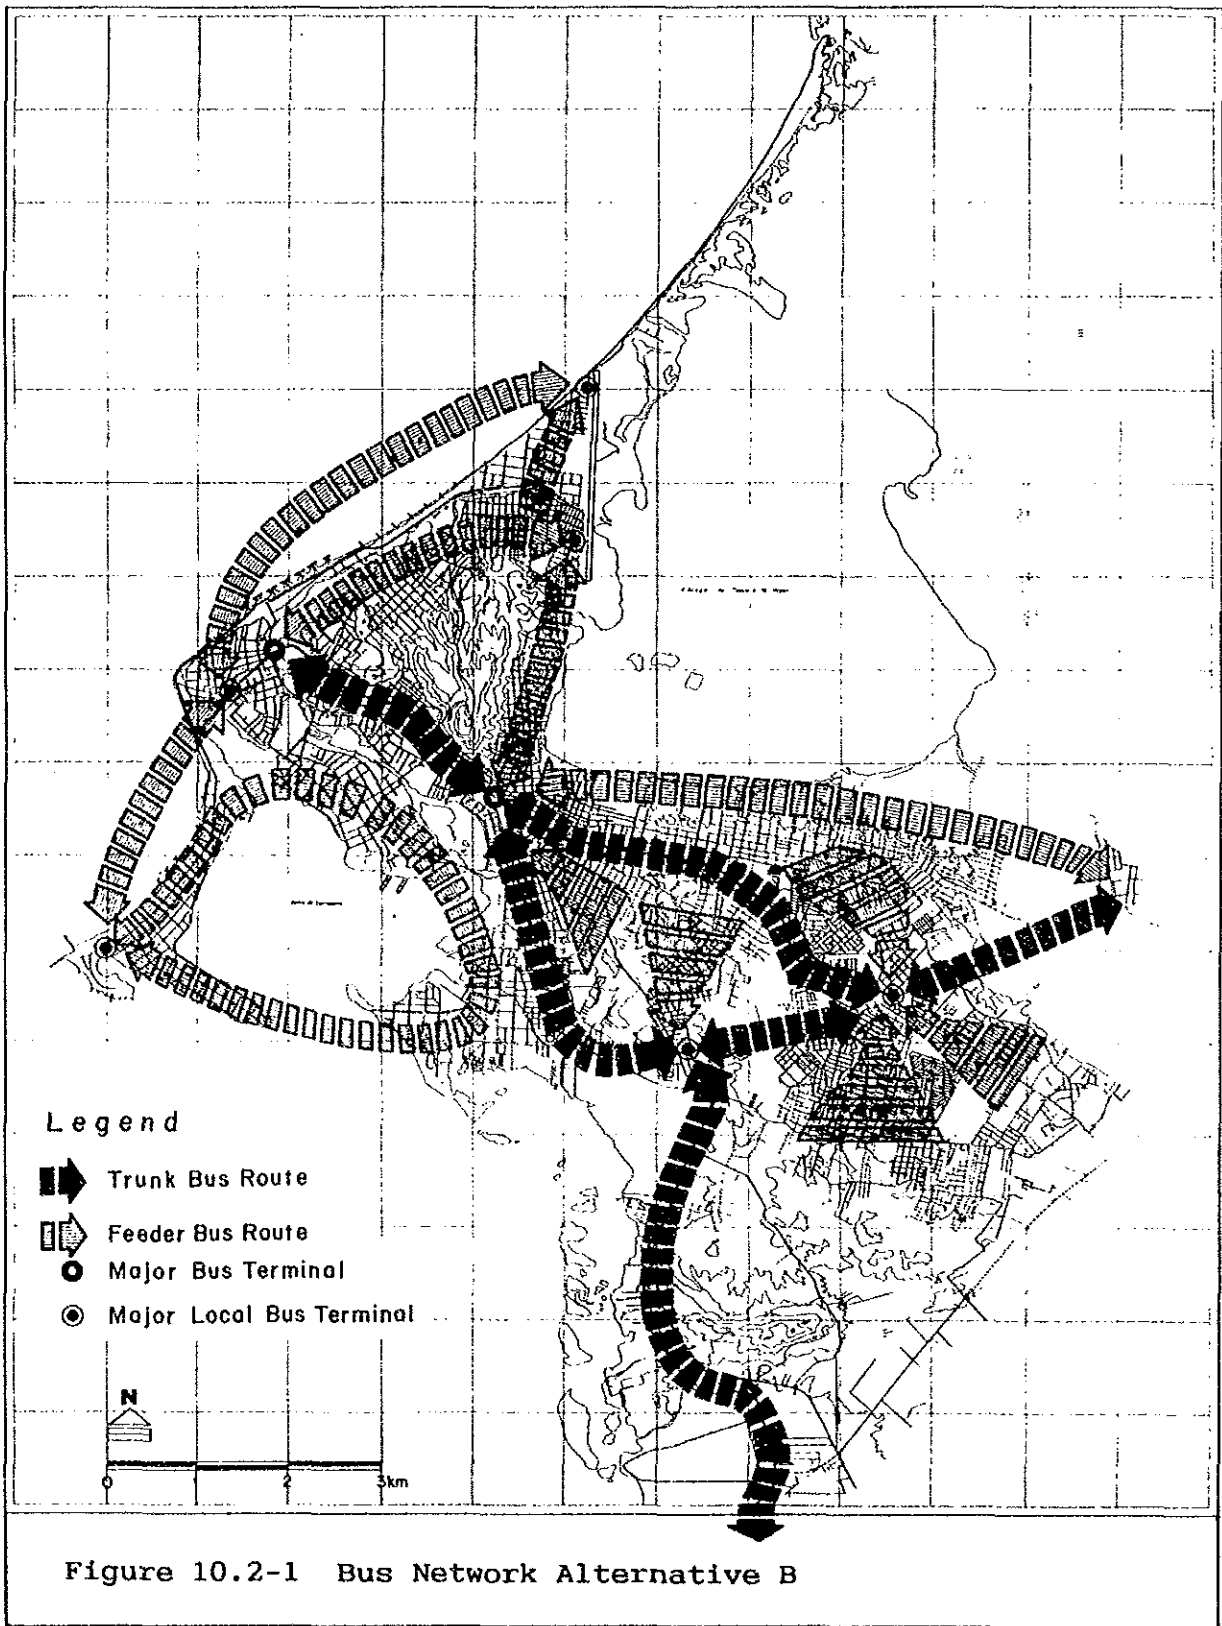 Legend
Trunk Bus Route
Feeder Bus Route
Major Bus Terminal
Major Local Bus Terminal
N
0 1 2 3km
Figure 10.2-1 Bus Network Alternative B